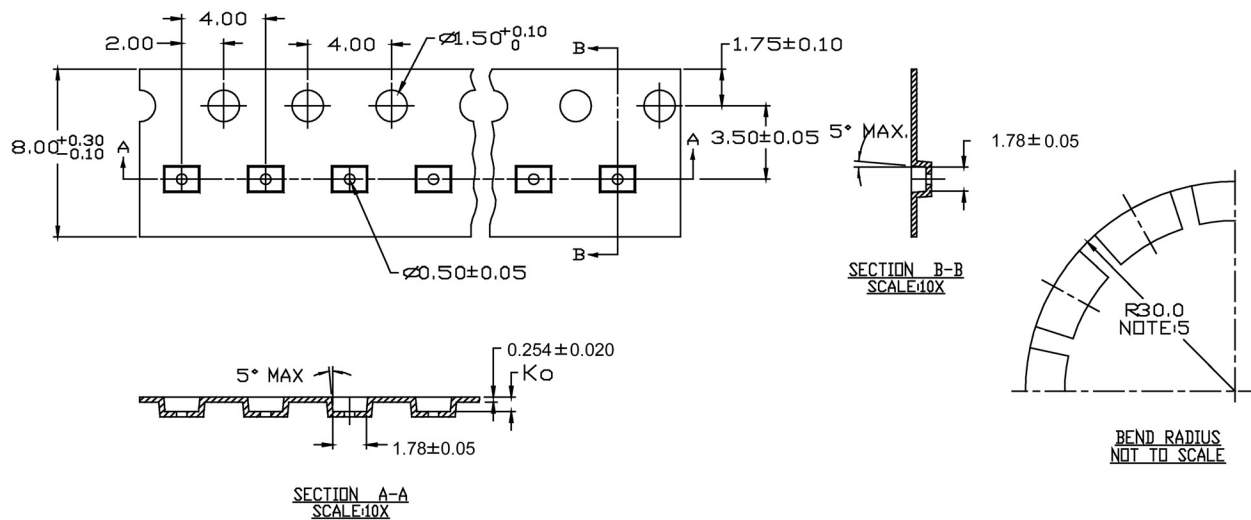 4.00
2.00
4.00
Ø1.50 +0.10 0
B
1.75±0.10
8.00 +0.30 -0.10
A
A
3.50±0.05
Ø0.50±0.05
B
5° MAX.
1.78±0.05
SECTION B-B
SCALE:10X
R30.0
NOTE:5
BEND RADIUS
NOT TO SCALE
5° MAX
0.254±0.020
Ko
1.78±0.05
SECTION A-A
SCALE:10X